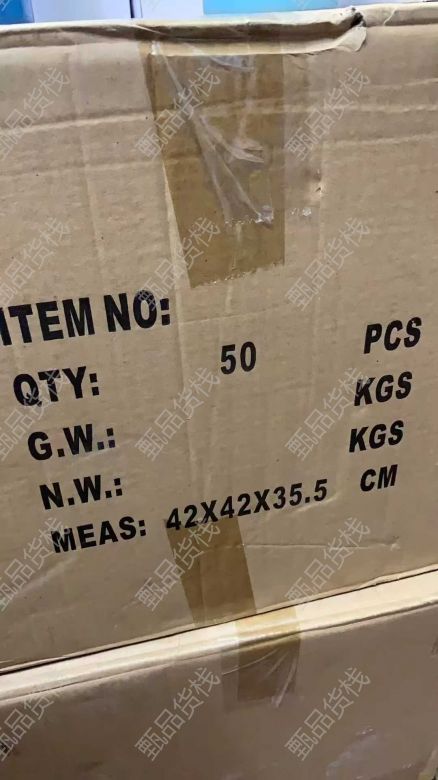 ITEM NO:
QTY: 50 PCS
G.W.: KGS
N.W.: KGS
MEAS: 42X42X35.5 CM
甄品货栈